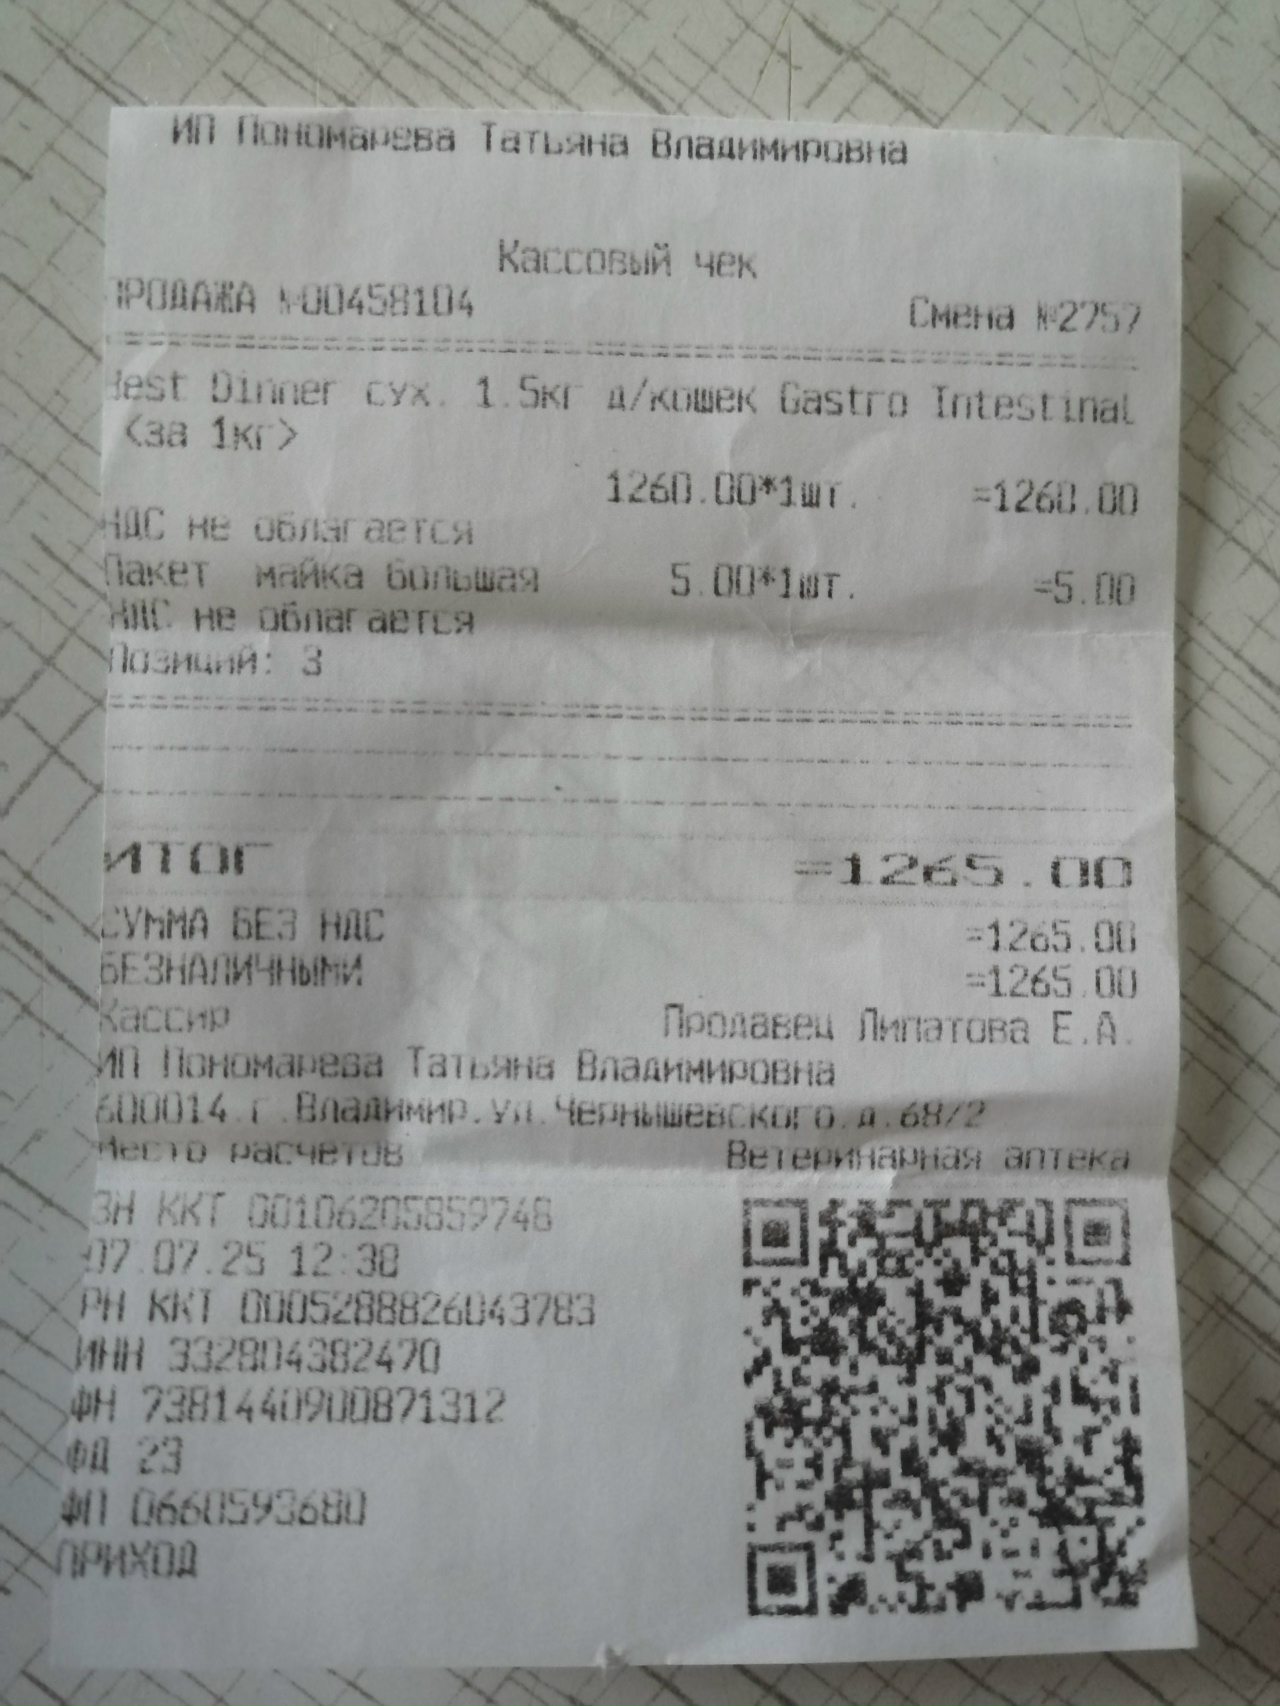 ИП Пономарева Татьяна Владимировна
Кассовый чек
ПРОДАЖА №00458104 Смена №2757
Best Dinner сух. 1.5кг д/кошек Gastro Intestinal
<за 1кг>
1260.00*1шт. =1260.00
НДС не облагается
Пакет майка большая 5.00*1шт. =5.00
НДС не облагается
Позиций: 3
ИТОГ =1265.00
СУММА БЕЗ НДС =1265.00
БЕЗНАЛИЧНЫМИ =1265.00
Кассир Продавец Липатова Е.А.
ИП Пономарева Татьяна Владимировна
600014.г.Владимир.ул.Чернышевского.д.68/2
Место расчетов Ветеринарная аптека
ЗН ККТ 00106205859748
07.07.25 12:38
РН ККТ 0005288826043783
ИНН 332804382470
ФН 7381440900871312
ФД 23
ФП 0660593680
ПРИХОД